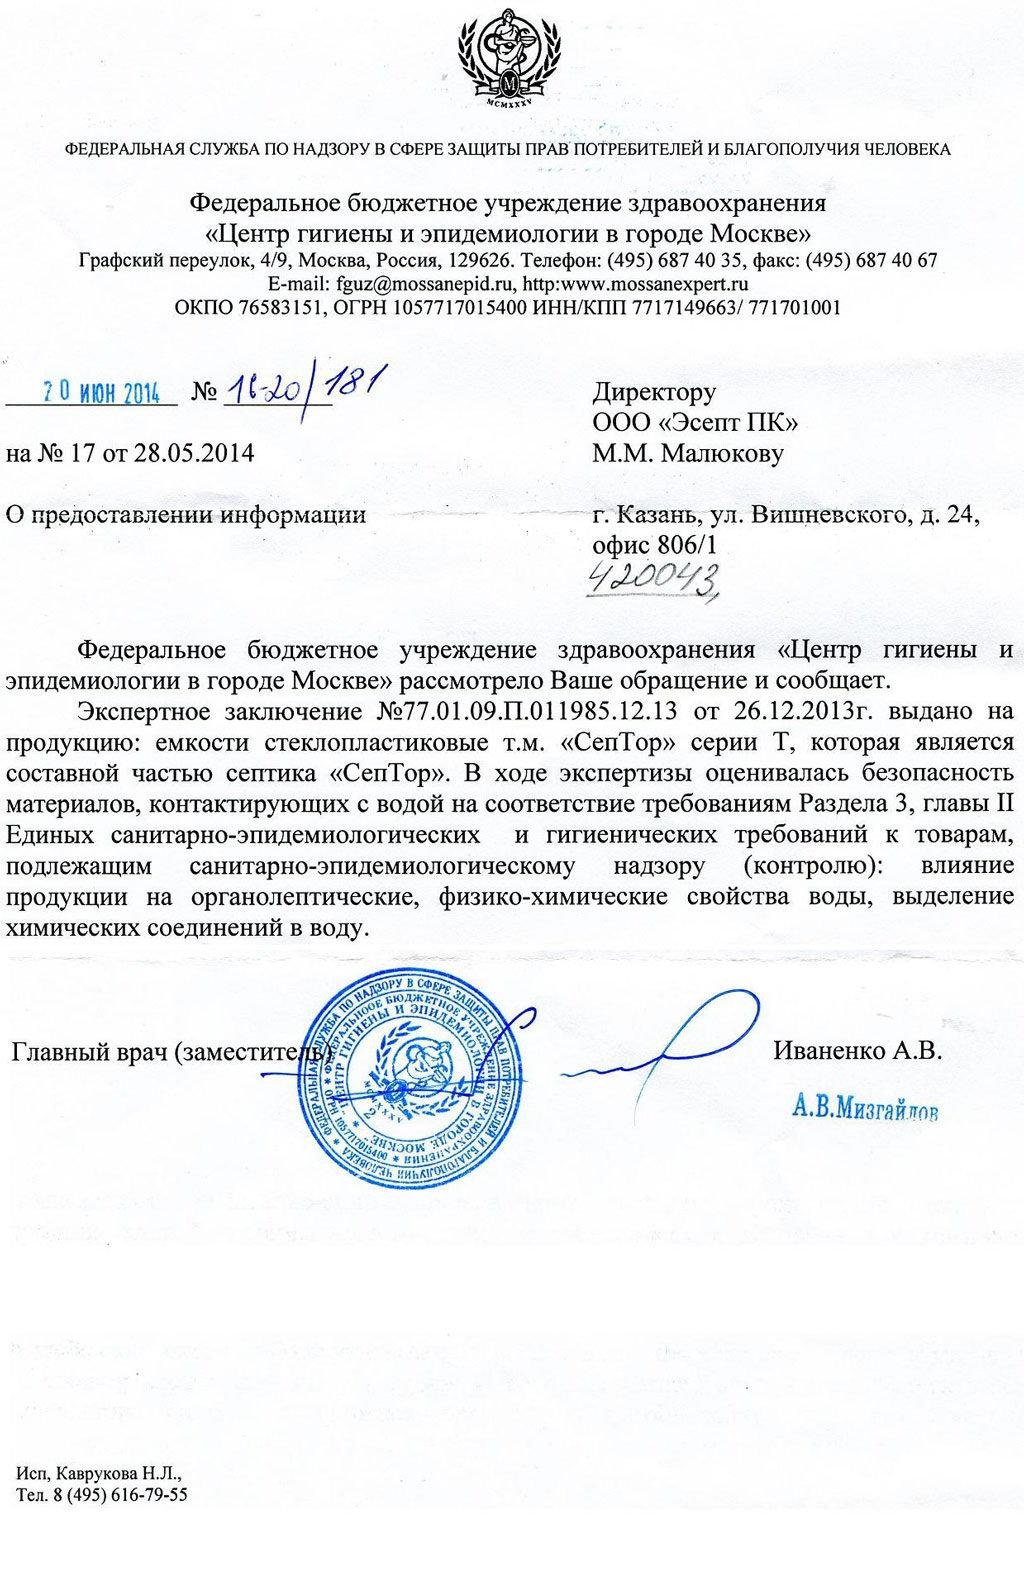 MCMXXXV
ФЕДЕРАЛЬНАЯ СЛУЖБА ПО НАДЗОРУ В СФЕРЕ ЗАЩИТЫ ПРАВ ПОТРЕБИТЕЛЕЙ И БЛАГОПОЛУЧИЯ ЧЕЛОВЕКА
Федеральное бюджетное учреждение здравоохранения
«Центр гигиены и эпидемиологии в городе Москве»
Графский переулок, 4/9, Москва, Россия, 129626. Телефон: (495) 687 40 35, факс: (495) 687 40 67
E-mail: fguz@mossanepid.ru, http:www.mossanexpert.ru
ОКПО 76583151, ОГРН 1057717015400 ИНН/КПП 7717149663/ 771701001
20 ИЮН 2014 № 16-20/181
на № 17 от 28.05.2014
О предоставлении информации
Директору
ООО «Эсепт ПК»
М.М. Малюкову
г. Казань, ул. Вишневского, д. 24,
офис 806/1
420043,
Федеральное бюджетное учреждение здравоохранения «Центр гигиены и
эпидемиологии в городе Москве» рассмотрело Ваше обращение и сообщает.
Экспертное заключение №77.01.09.П.011985.12.13 от 26.12.2013г. выдано на
продукцию: емкости стеклопластиковые т.м. «СепТор» серии Т, которая является
составной частью септика «СепТор». В ходе экспертизы оценивалась безопасность
материалов, контактирующих с водой на соответствие требованиям Раздела 3, главы II
Единых санитарно-эпидемиологических и гигиенических требований к товарам,
подлежащим санитарно-эпидемиологическому надзору (контролю): влияние
продукции на органолептические, физико-химические свойства воды, выделение
химических соединений в воду.
Главный врач (заместитель)
ФЕДЕРАЛЬНАЯ СЛУЖБА ПО НАДЗОРУ В СФЕРЕ ЗАЩИТЫ ПРАВ ПОТРЕБИТЕЛЕЙ И БЛАГОПОЛУЧИЯ ЧЕЛОВЕКА
ФЕДЕРАЛЬНОЕ БЮДЖЕТНОЕ УЧРЕЖДЕНИЕ ЗДРАВООХРАНЕНИЯ
1057717015400
"ЦЕНТР ГИГИЕНЫ И ЭПИДЕМИОЛОГИИ В ГОРОДЕ МОСКВЕ"
MCMXXXV
2
Иваненко А.В.
А.В.Мизгайлов
Исп, Каврукова Н.Л.,
Тел. 8 (495) 616-79-55